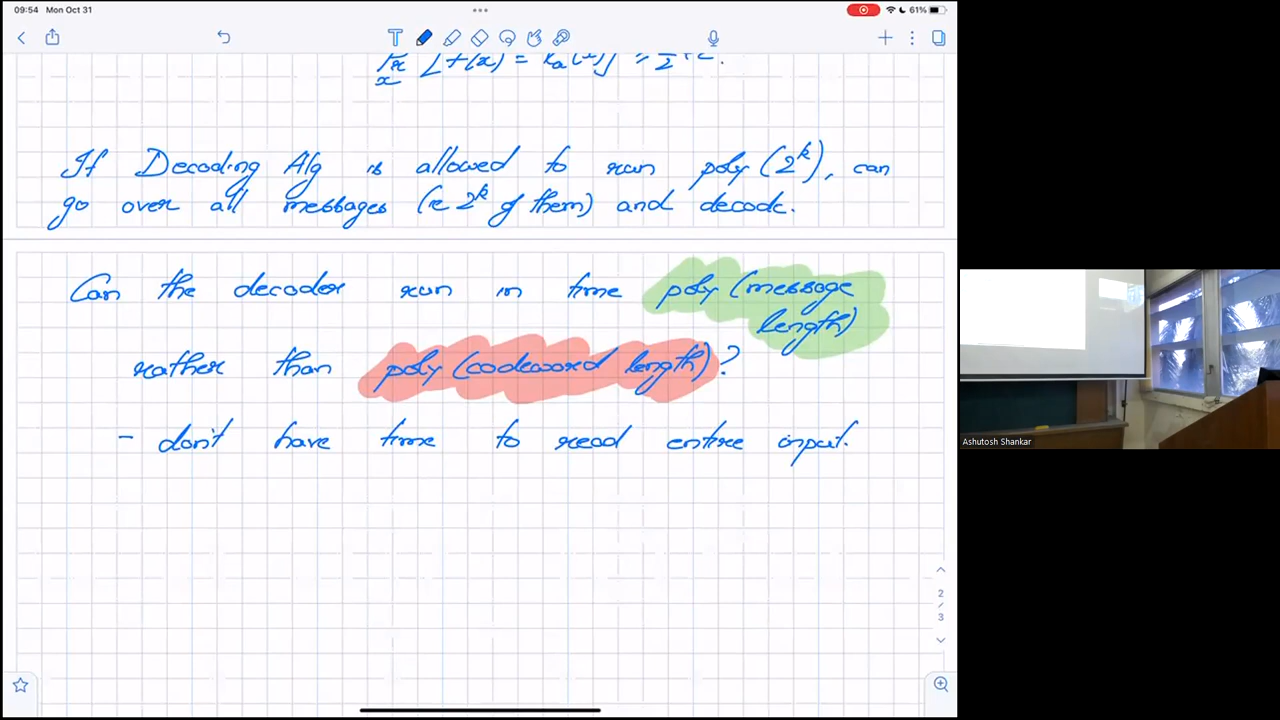 09:54 Mon Oct 31
61%
If Decoding Alg is allowed to run poly (2^k), can
go over all messages (2^k of them) and decode.
Can the decoder run in time poly (message
length)
rather than poly (codeword length)?
- don't have time to read entire input.
2
/
3
Ashutosh Shankar